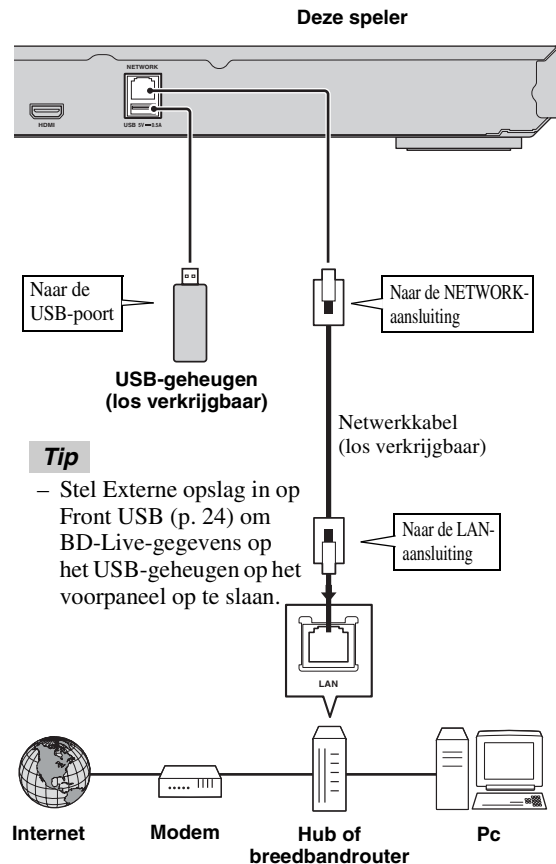 Deze speler
NETWORK
HDMI
USB 5V⎓0.5A
Naar de
USB-poort
Naar de NETWORK-
aansluiting
USB-geheugen
(los verkrijgbaar)
Netwerkkabel
(los verkrijgbaar)
Tip
– Stel Externe opslag in op
Front USB (p. 24) om
BD-Live-gegevens op
het USB-geheugen op het
voorpaneel op te slaan.
Naar de LAN-
aansluiting
LAN
Internet
Modem
Hub of
breedbandrouter
Pc